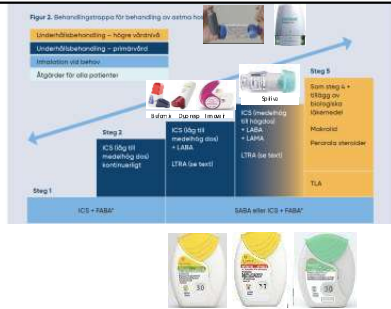 Figur 2. Behandlingstrappa för behandling av astma hos
Underhållsbehandling – högre vårdnivå
Underhållsbehandling – primärvård
Inhalation vid behov
Åtgärder för alla patienter
Steg 1
Steg 2
ICS (låg till
medelhög dos)
kontinuerligt
ICS (låg till
medelhög dos)
+ LABA
LTRA (se text)
Spiriva
ICS (medelhög
till högdos)
+ LABA
+ LAMA
LTRA (se text)
Steg 5
Som steg 4 +
tillägg av
biologiska
läkemedel
Makrolid
Perorala steroider
TLA
ICS + FABA*
SABA eller ICS + FABA*